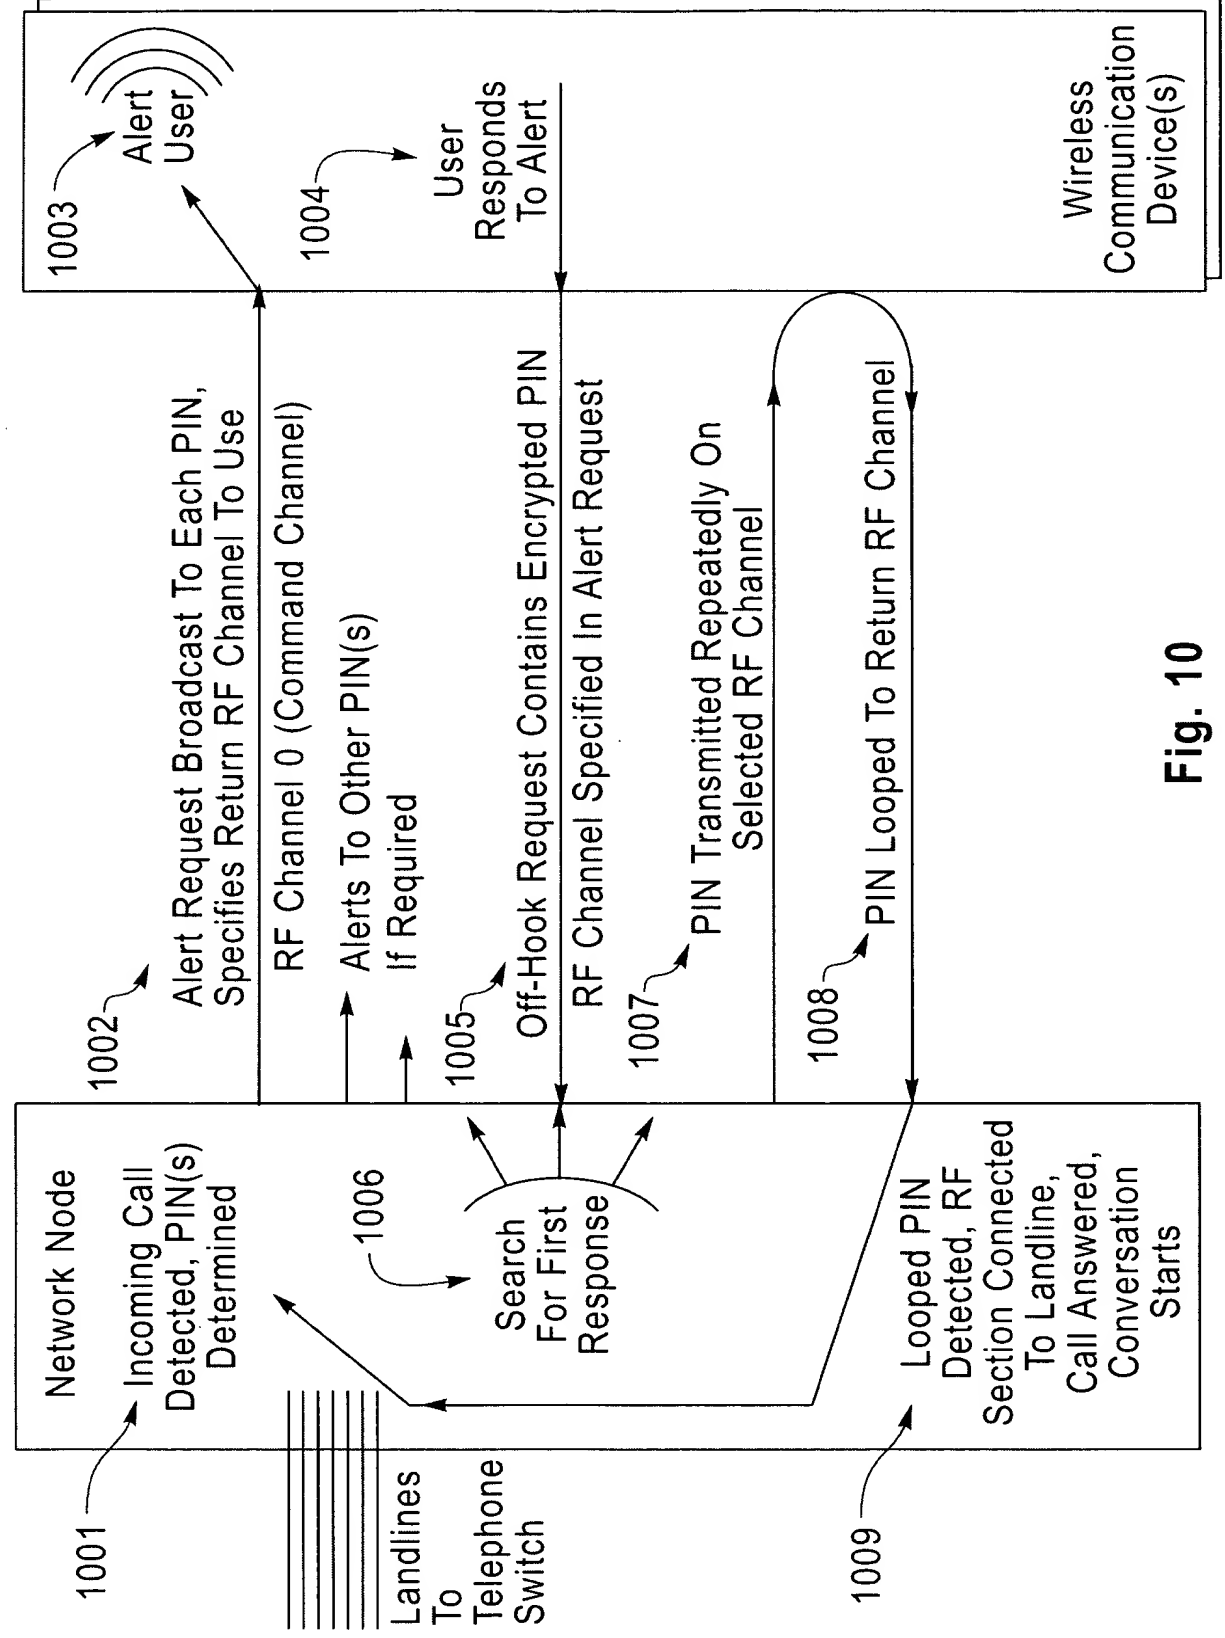 Network Node
1001
Incoming Call
Detected, PIN(s)
Determined
Landlines
To
Telephone
Switch
1002
Alert Request Broadcast To Each PIN,
Specifies Return RF Channel To Use
RF Channel 0 (Command Channel)
Alerts To Other PIN(s)
If Required
1003
Alert
User
1004
User
Responds
To Alert
1005
Off-Hook Request Contains Encrypted PIN
RF Channel Specified In Alert Request
1006
Search
For First
Response
1007
PIN Transmitted Repeatedly On
Selected RF Channel
1008
PIN Looped To Return RF Channel
1009
Looped PIN
Detected, RF
Section Connected
To Landline,
Call Answered,
Conversation
Starts
Wireless
Communication
Device(s)
Fig. 10